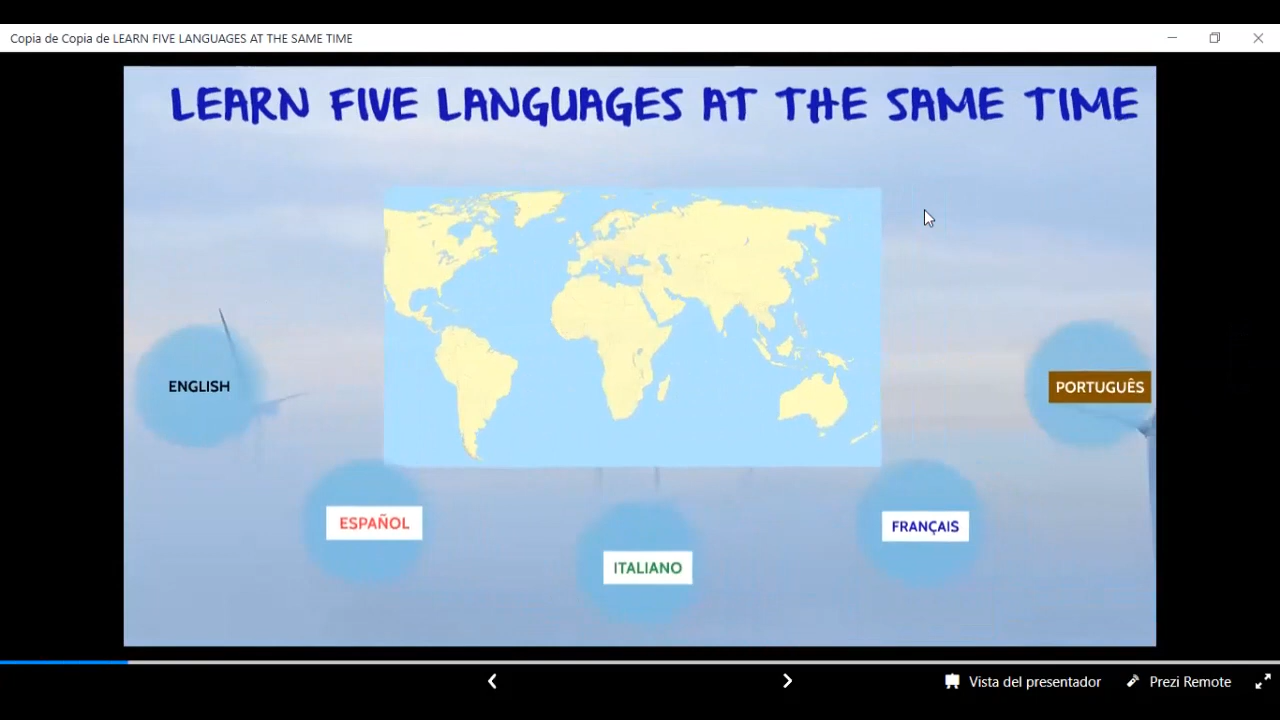 Copia de Copia de LEARN FIVE LANGUAGES AT THE SAME TIME
LEARN FIVE LANGUAGES AT THE SAME TIME
ENGLISH
PORTUGUÊS
ESPAÑOL
FRANÇAIS
ITALIANO
Vista del presentador
Prezi Remote